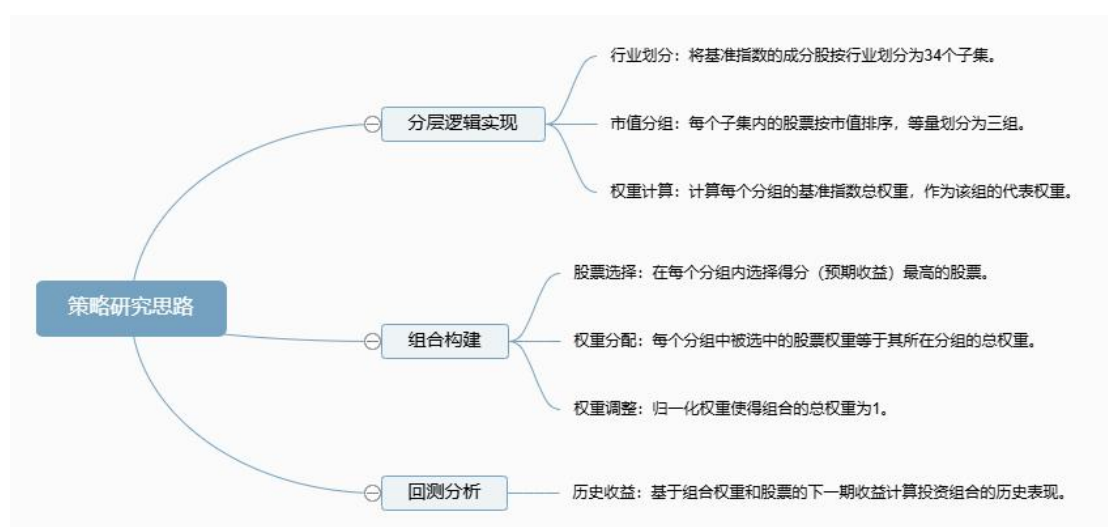 策略研究思路
分层逻辑实现
行业划分：将基准指数的成分股按行业划分为34个子集。
市值分组：每个子集内的股票按市值排序，等量划分为三组。
权重计算：计算每个分组的基准指数总权重，作为该组的代表权重。
组合构建
股票选择：在每个分组内选择得分（预期收益）最高的股票。
权重分配：每个分组中被选中的股票权重等于其所在分组的总权重。
权重调整：归一化权重使得组合的总权重为1。
回测分析
历史收益：基于组合权重和股票的下一期收益计算投资组合的历史表现。